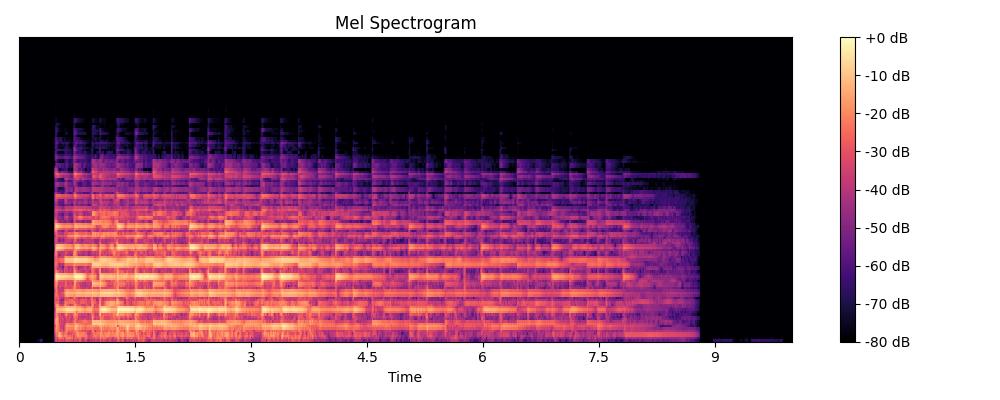 Mel Spectrogram
+0 dB
-10 dB
-20 dB
-30 dB
-40 dB
-50 dB
-60 dB
-70 dB
-80 dB
0 1.5 3 4.5 6 7.5 9
Time